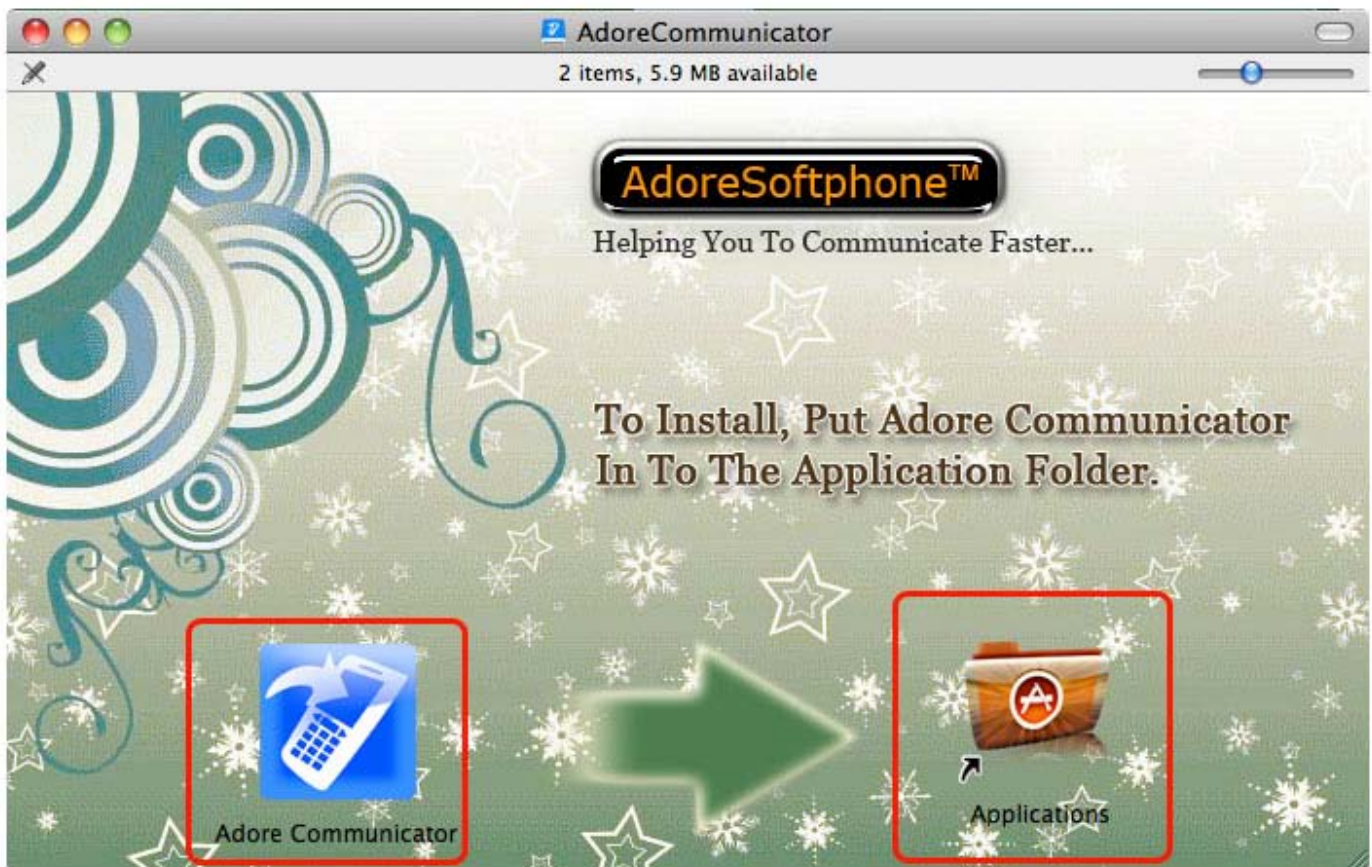 AdoreCommunicator
2 items, 5.9 MB available
AdoreSoftphone™
Helping You To Communicate Faster...
To Install, Put Adore Communicator
In To The Application Folder.
Adore Communicator
Applications